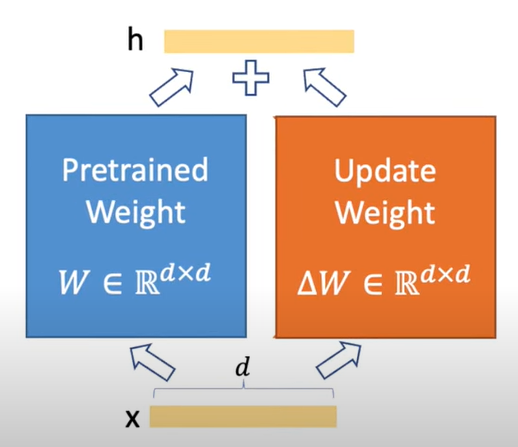 h
Pretrained
Weight
W ∈ ℝ^{d×d}
Update
Weight
ΔW ∈ ℝ^{d×d}
d
x